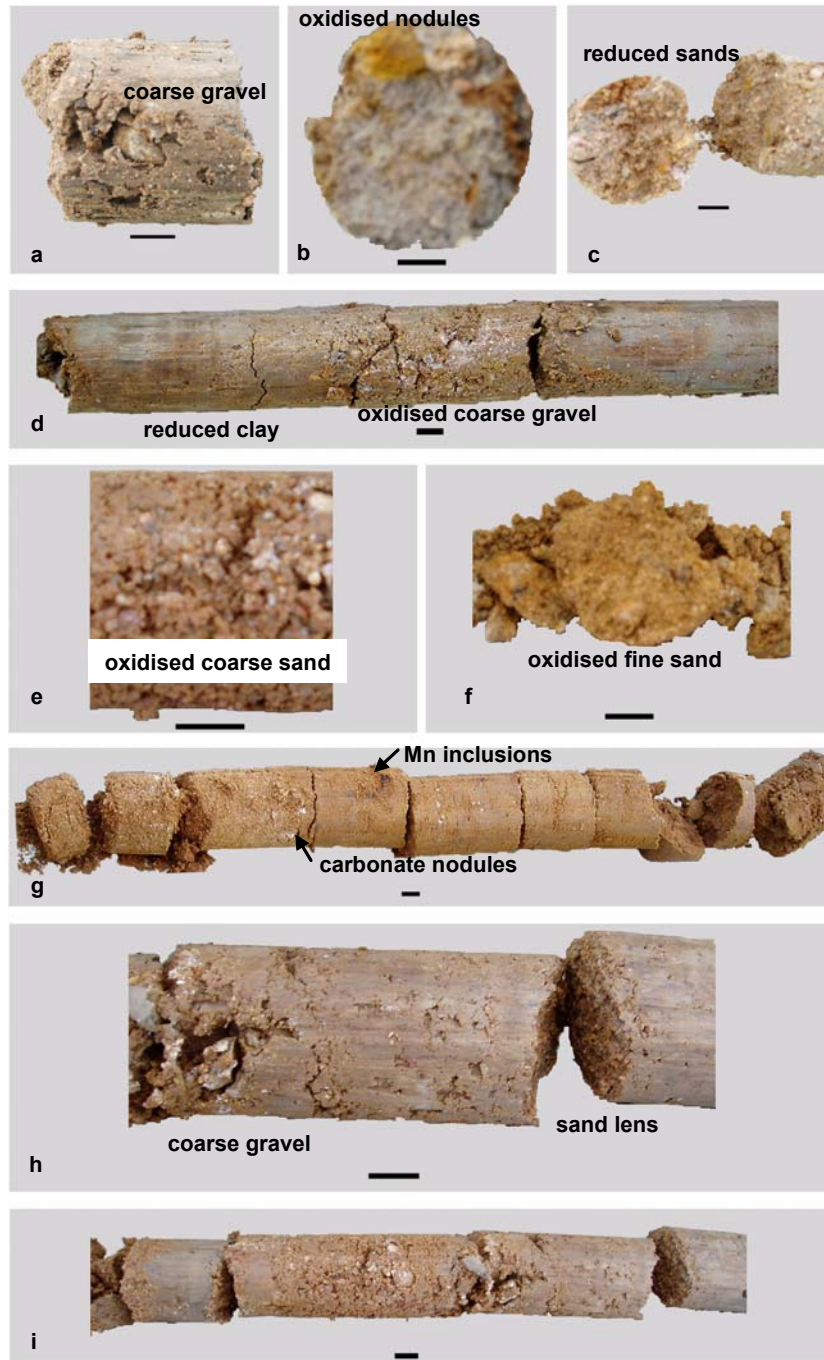 coarse gravel
a
oxidised nodules
b
reduced sands
c
d
reduced clay
oxidised coarse gravel
oxidised coarse sand
e
oxidised fine sand
f
Mn inclusions
carbonate nodules
g
coarse gravel
sand lens
h
i